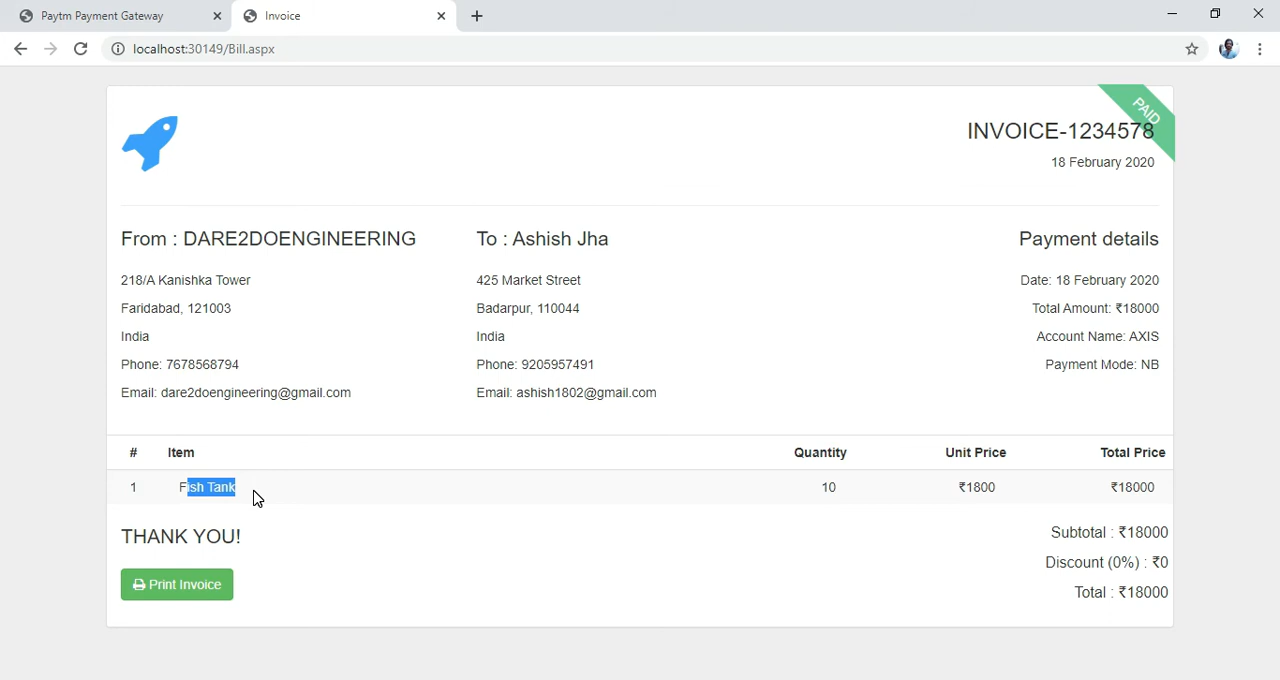 Paytm Payment Gateway
Invoice
localhost:30149/Bill.aspx
PAID
INVOICE-1234578
18 February 2020
From : DARE2DOENGINEERING
218/A Kanishka Tower
Faridabad, 121003
India
Phone: 7678568794
Email: dare2doengineering@gmail.com
To : Ashish Jha
425 Market Street
Badarpur, 110044
India
Phone: 9205957491
Email: ashish1802@gmail.com
Payment details
Date: 18 February 2020
Total Amount: ₹18000
Account Name: AXIS
Payment Mode: NB
# Item Quantity Unit Price Total Price
1 Fish Tank 10 ₹1800 ₹18000
THANK YOU!
Print Invoice
Subtotal : ₹18000
Discount (0%) : ₹0
Total : ₹18000